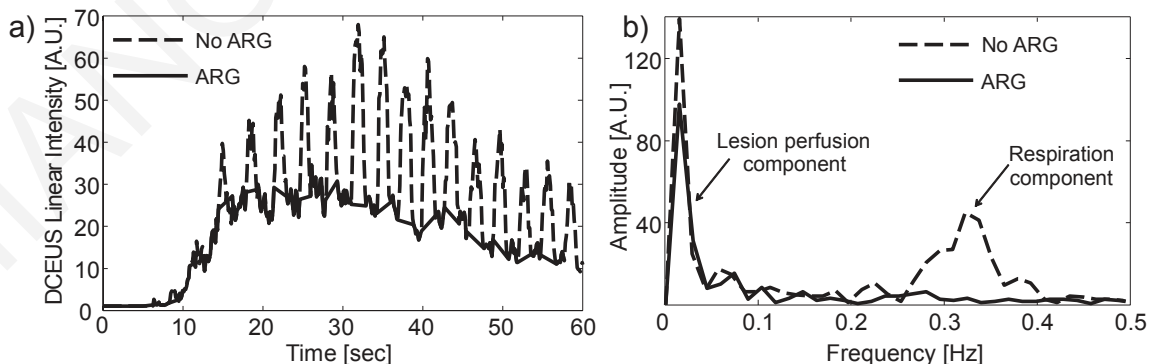 a)
DCEUS Linear Intensity [A.U.]
70
60
50
40
30
20
10
0
No ARG
ARG
0 10 20 30 40 50 60
Time [sec]
b)
Amplitude [A.U.]
120
80
40
No ARG
ARG
Lesion perfusion
component
Respiration
component
0 0.1 0.2 0.3 0.4 0.5
Frequency [Hz]